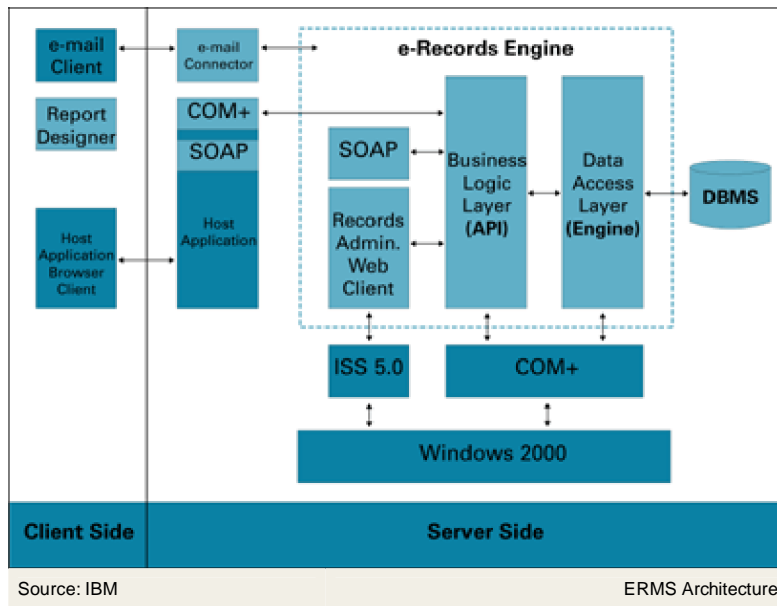 e-mail
Client
e-mail
Connector
e-Records Engine
Report
Designer
COM+
SOAP
Host
Application
Host
Application
Browser
Client
SOAP
Records
Admin.
Web
Client
Business
Logic
Layer
(API)
Data
Access
Layer
(Engine)
DBMS
ISS 5.0
COM+
Windows 2000
Client Side
Server Side
Source: IBM
ERMS Architecture